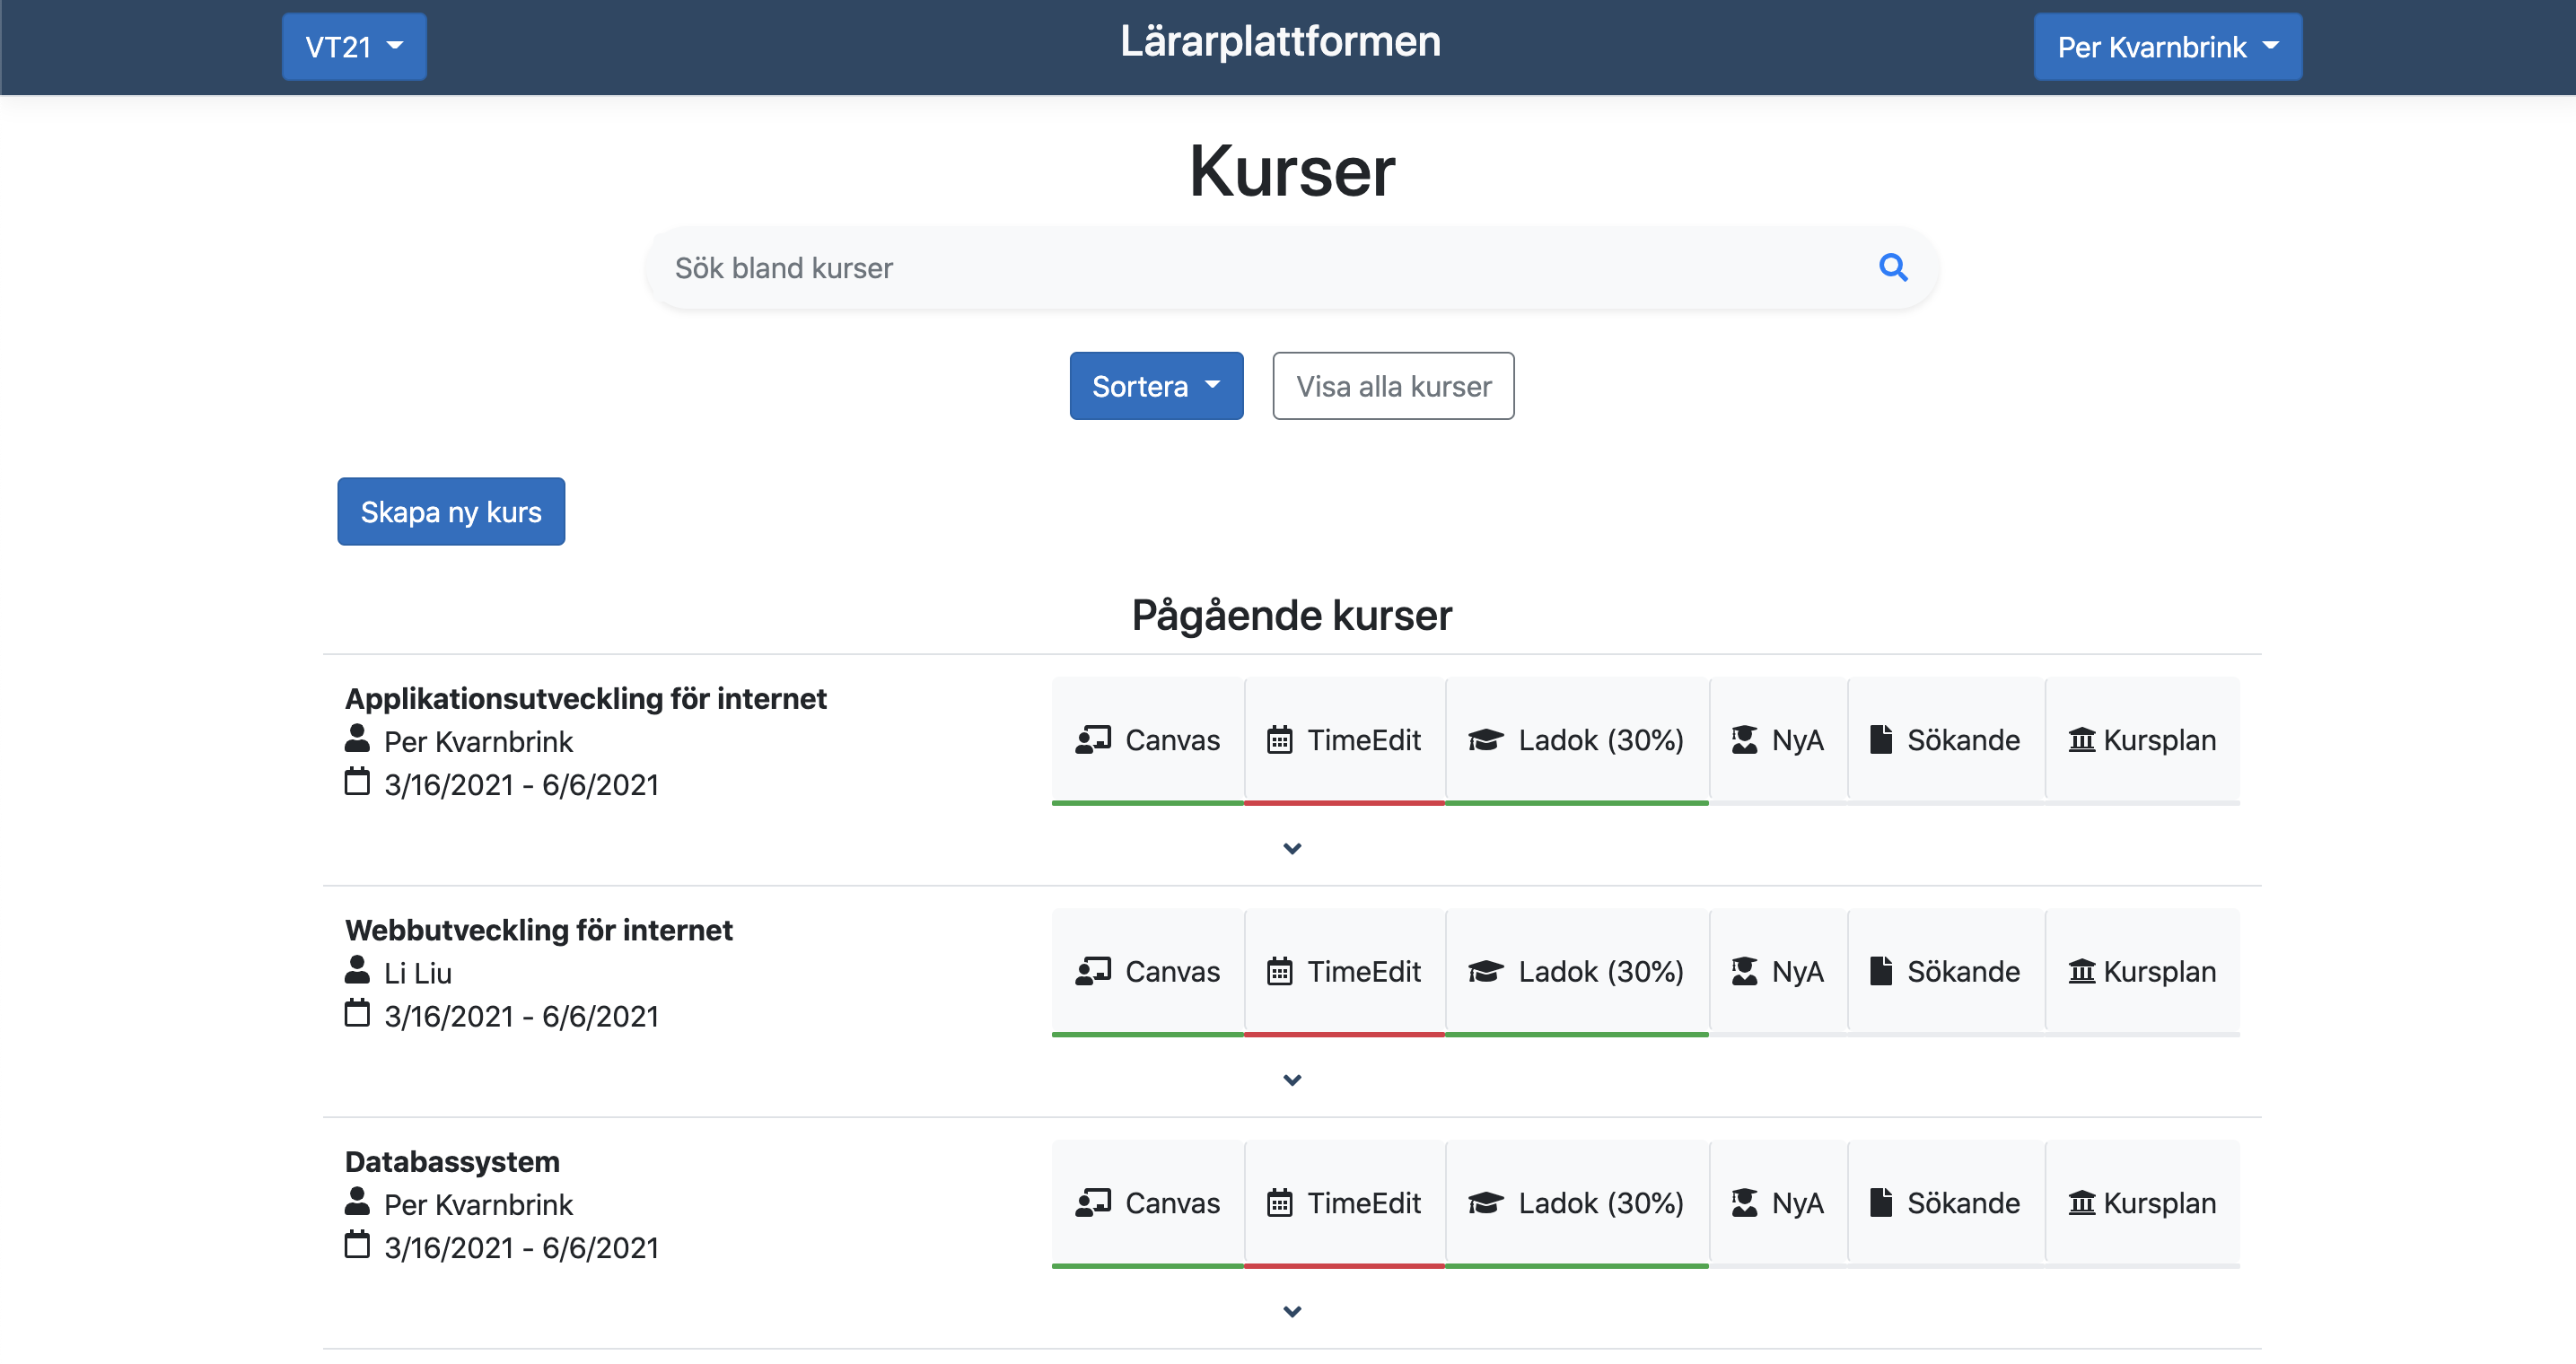 VT21
Lärarplattformen
Per Kvarnbrink
Kurser
Sök bland kurser
Sortera
Visa alla kurser
Skapa ny kurs
Pågående kurser
Applikationsutveckling för internet
Per Kvarnbrink
3/16/2021 - 6/6/2021
Canvas
TimeEdit
Ladok (30%)
NyA
Sökande
Kursplan
Webbutveckling för internet
Li Liu
3/16/2021 - 6/6/2021
Canvas
TimeEdit
Ladok (30%)
NyA
Sökande
Kursplan
Databassystem
Per Kvarnbrink
3/16/2021 - 6/6/2021
Canvas
TimeEdit
Ladok (30%)
NyA
Sökande
Kursplan